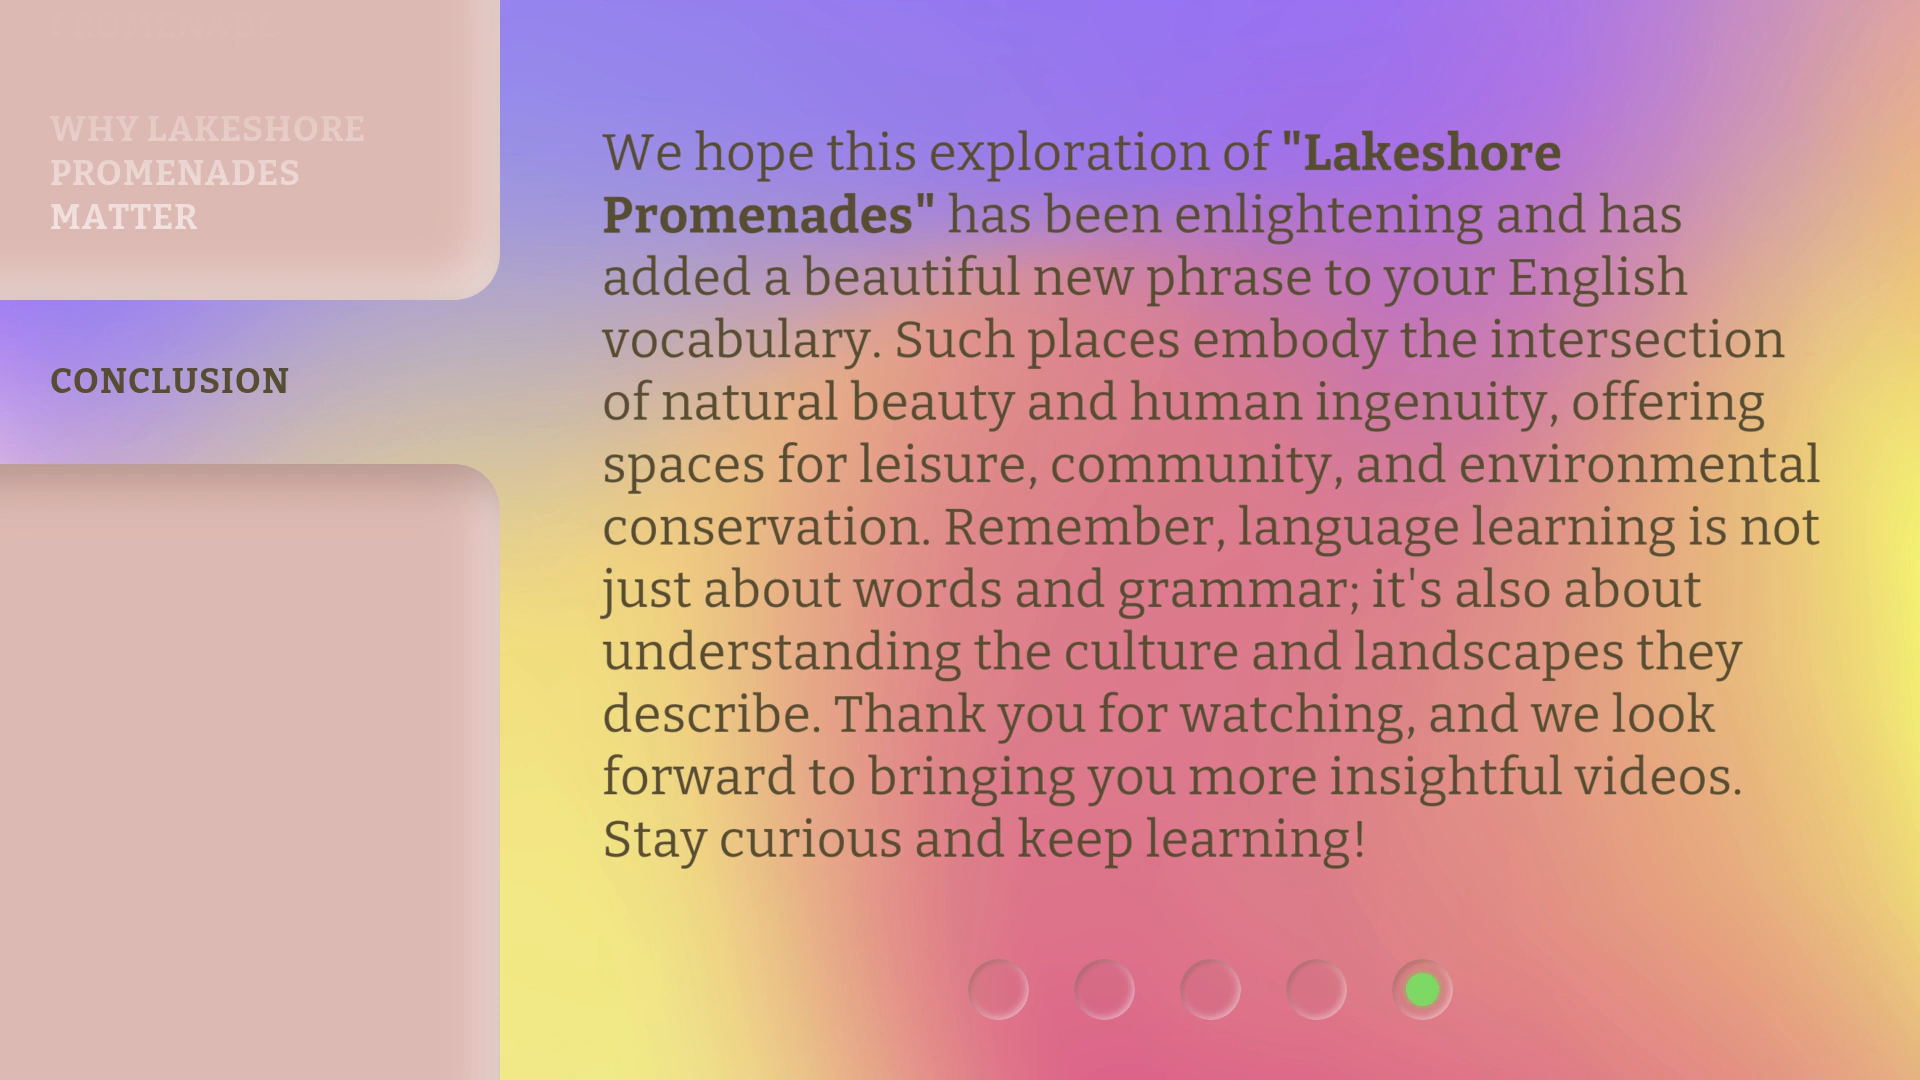 PROMENADE
WHY LAKESHORE
PROMENADES
MATTER
CONCLUSION
We hope this exploration of "Lakeshore
Promenades" has been enlightening and has
added a beautiful new phrase to your English
vocabulary. Such places embody the intersection
of natural beauty and human ingenuity, offering
spaces for leisure, community, and environmental
conservation. Remember, language learning is not
just about words and grammar; it's also about
understanding the culture and landscapes they
describe. Thank you for watching, and we look
forward to bringing you more insightful videos.
Stay curious and keep learning!